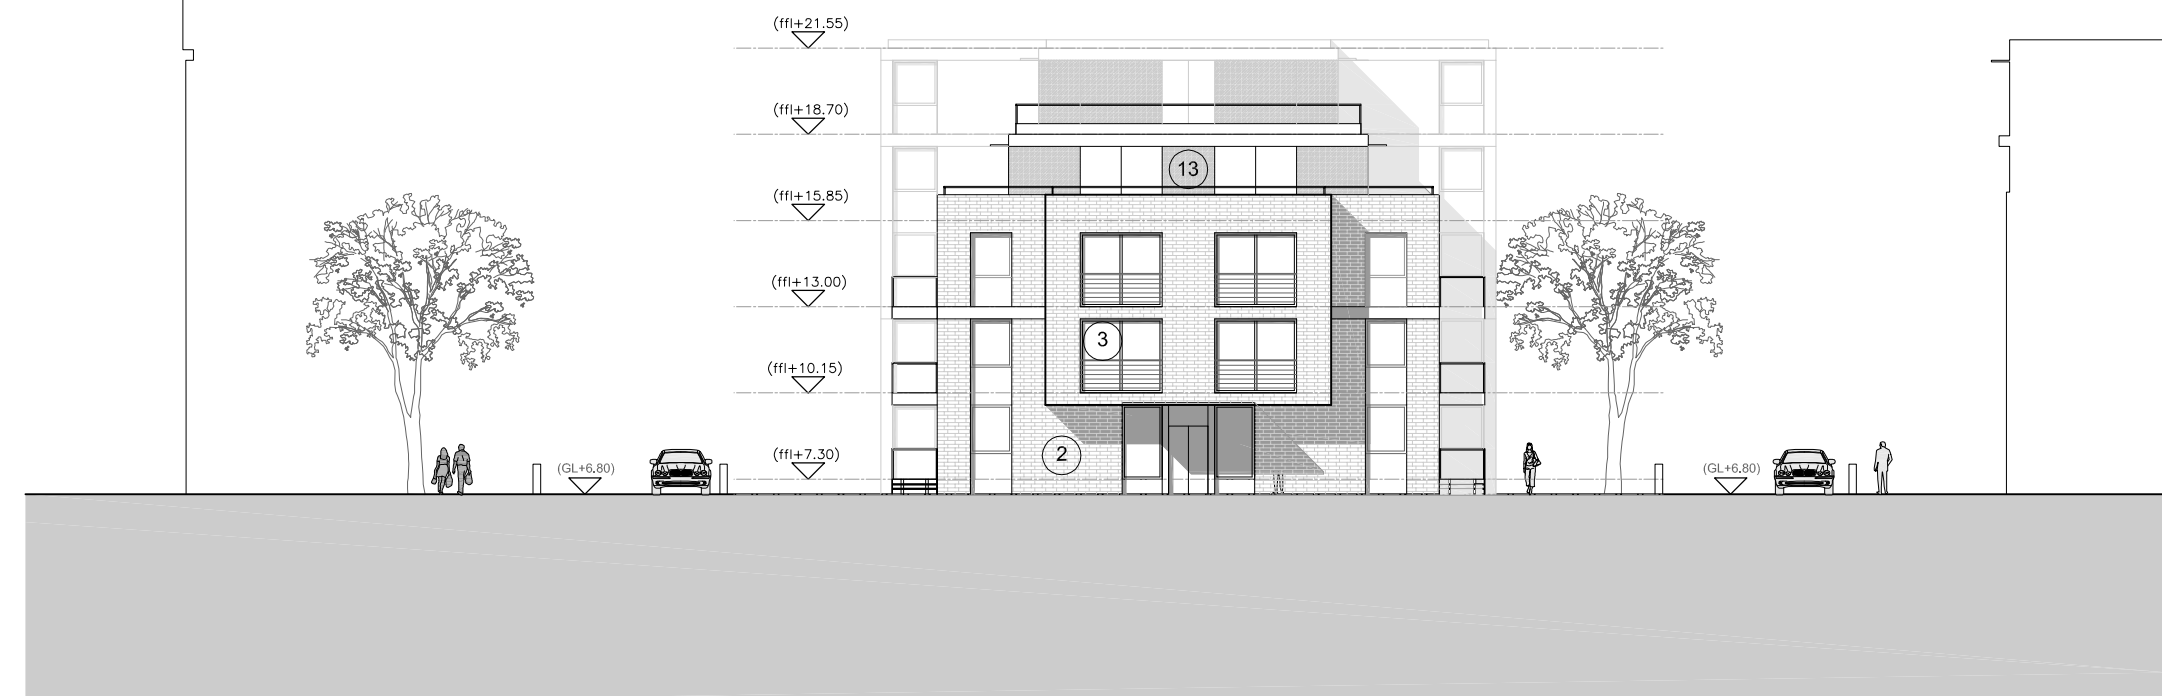 (ffl+21.55)
(ffl+18.70)
13
(ffl+15.85)
(ffl+13.00)
3
(ffl+10.15)
2
(ffl+7.30)
(GL+6.80)
(GL+6.80)